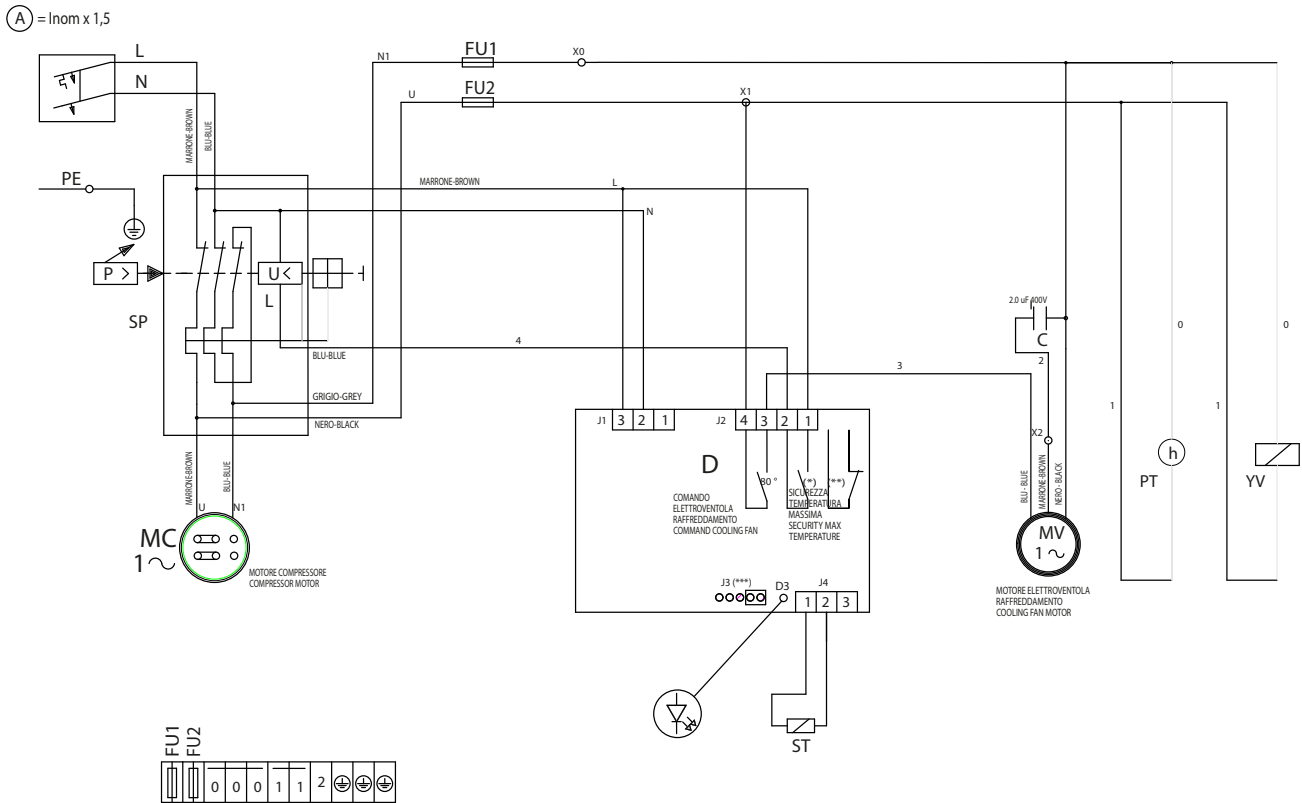 A = Inom x 1,5
L
N
MARRONE-BROWN
BLU-BLUE
PE
P >
SP
U<
L
N1
FU1
X0
U
FU2
X1
MARRONE-BROWN
L
N
BLU-BLUE
4
3
GRIGIO-GREY
NERO-BLACK
MARRONE-BROWN
BLU-BLUE
U
N1
MC
1
MOTORE COMPRESSORE
COMPRESSOR MOTOR
J1
3 2 1
J2
4 3 2 1
D
80 °
(*)
(**)
COMANDO
ELETTROVENTOLA
RAFFREDDAMENTO
COMMAND COOLING FAN
SICUREZZA
TEMPERATURA
MASSIMA
SECURITY MAX
TEMPERATURE
J3 (***)
D3
J4
1 2 3
ST
2.0 uF 400V
C
2
X2
BLU - BLUE
MARRONE-BROWN
NERO - BLACK
MV
1
MOTORE ELETTROVENTOLA
RAFFREDDAMENTO
COOLING FAN MOTOR
0
1
h
PT
0
1
YV
FU1
FU2
0 0 0 1 1 2